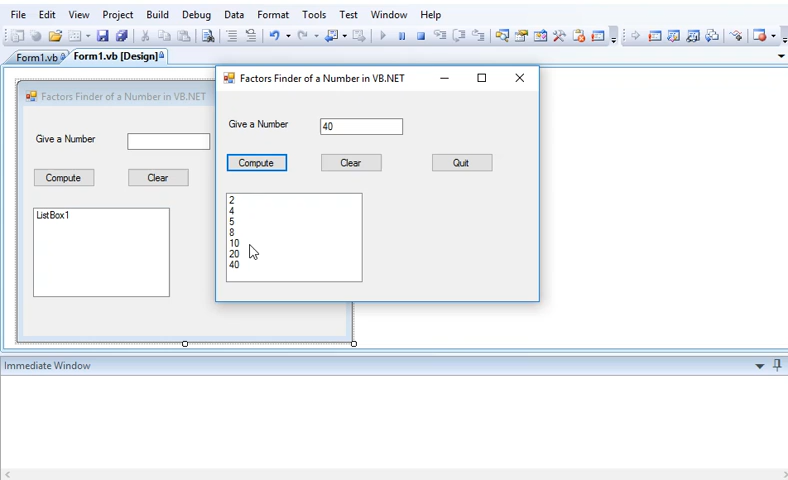 File Edit View Project Build Debug Data Format Tools Test Window Help
Form1.vb Form1.vb [Design]
Factors Finder of a Number in VB.NET
Give a Number
Compute Clear
ListBox1
Factors Finder of a Number in VB.NET
Give a Number 40
Compute Clear Quit
2
4
5
8
10
20
40
Immediate Window